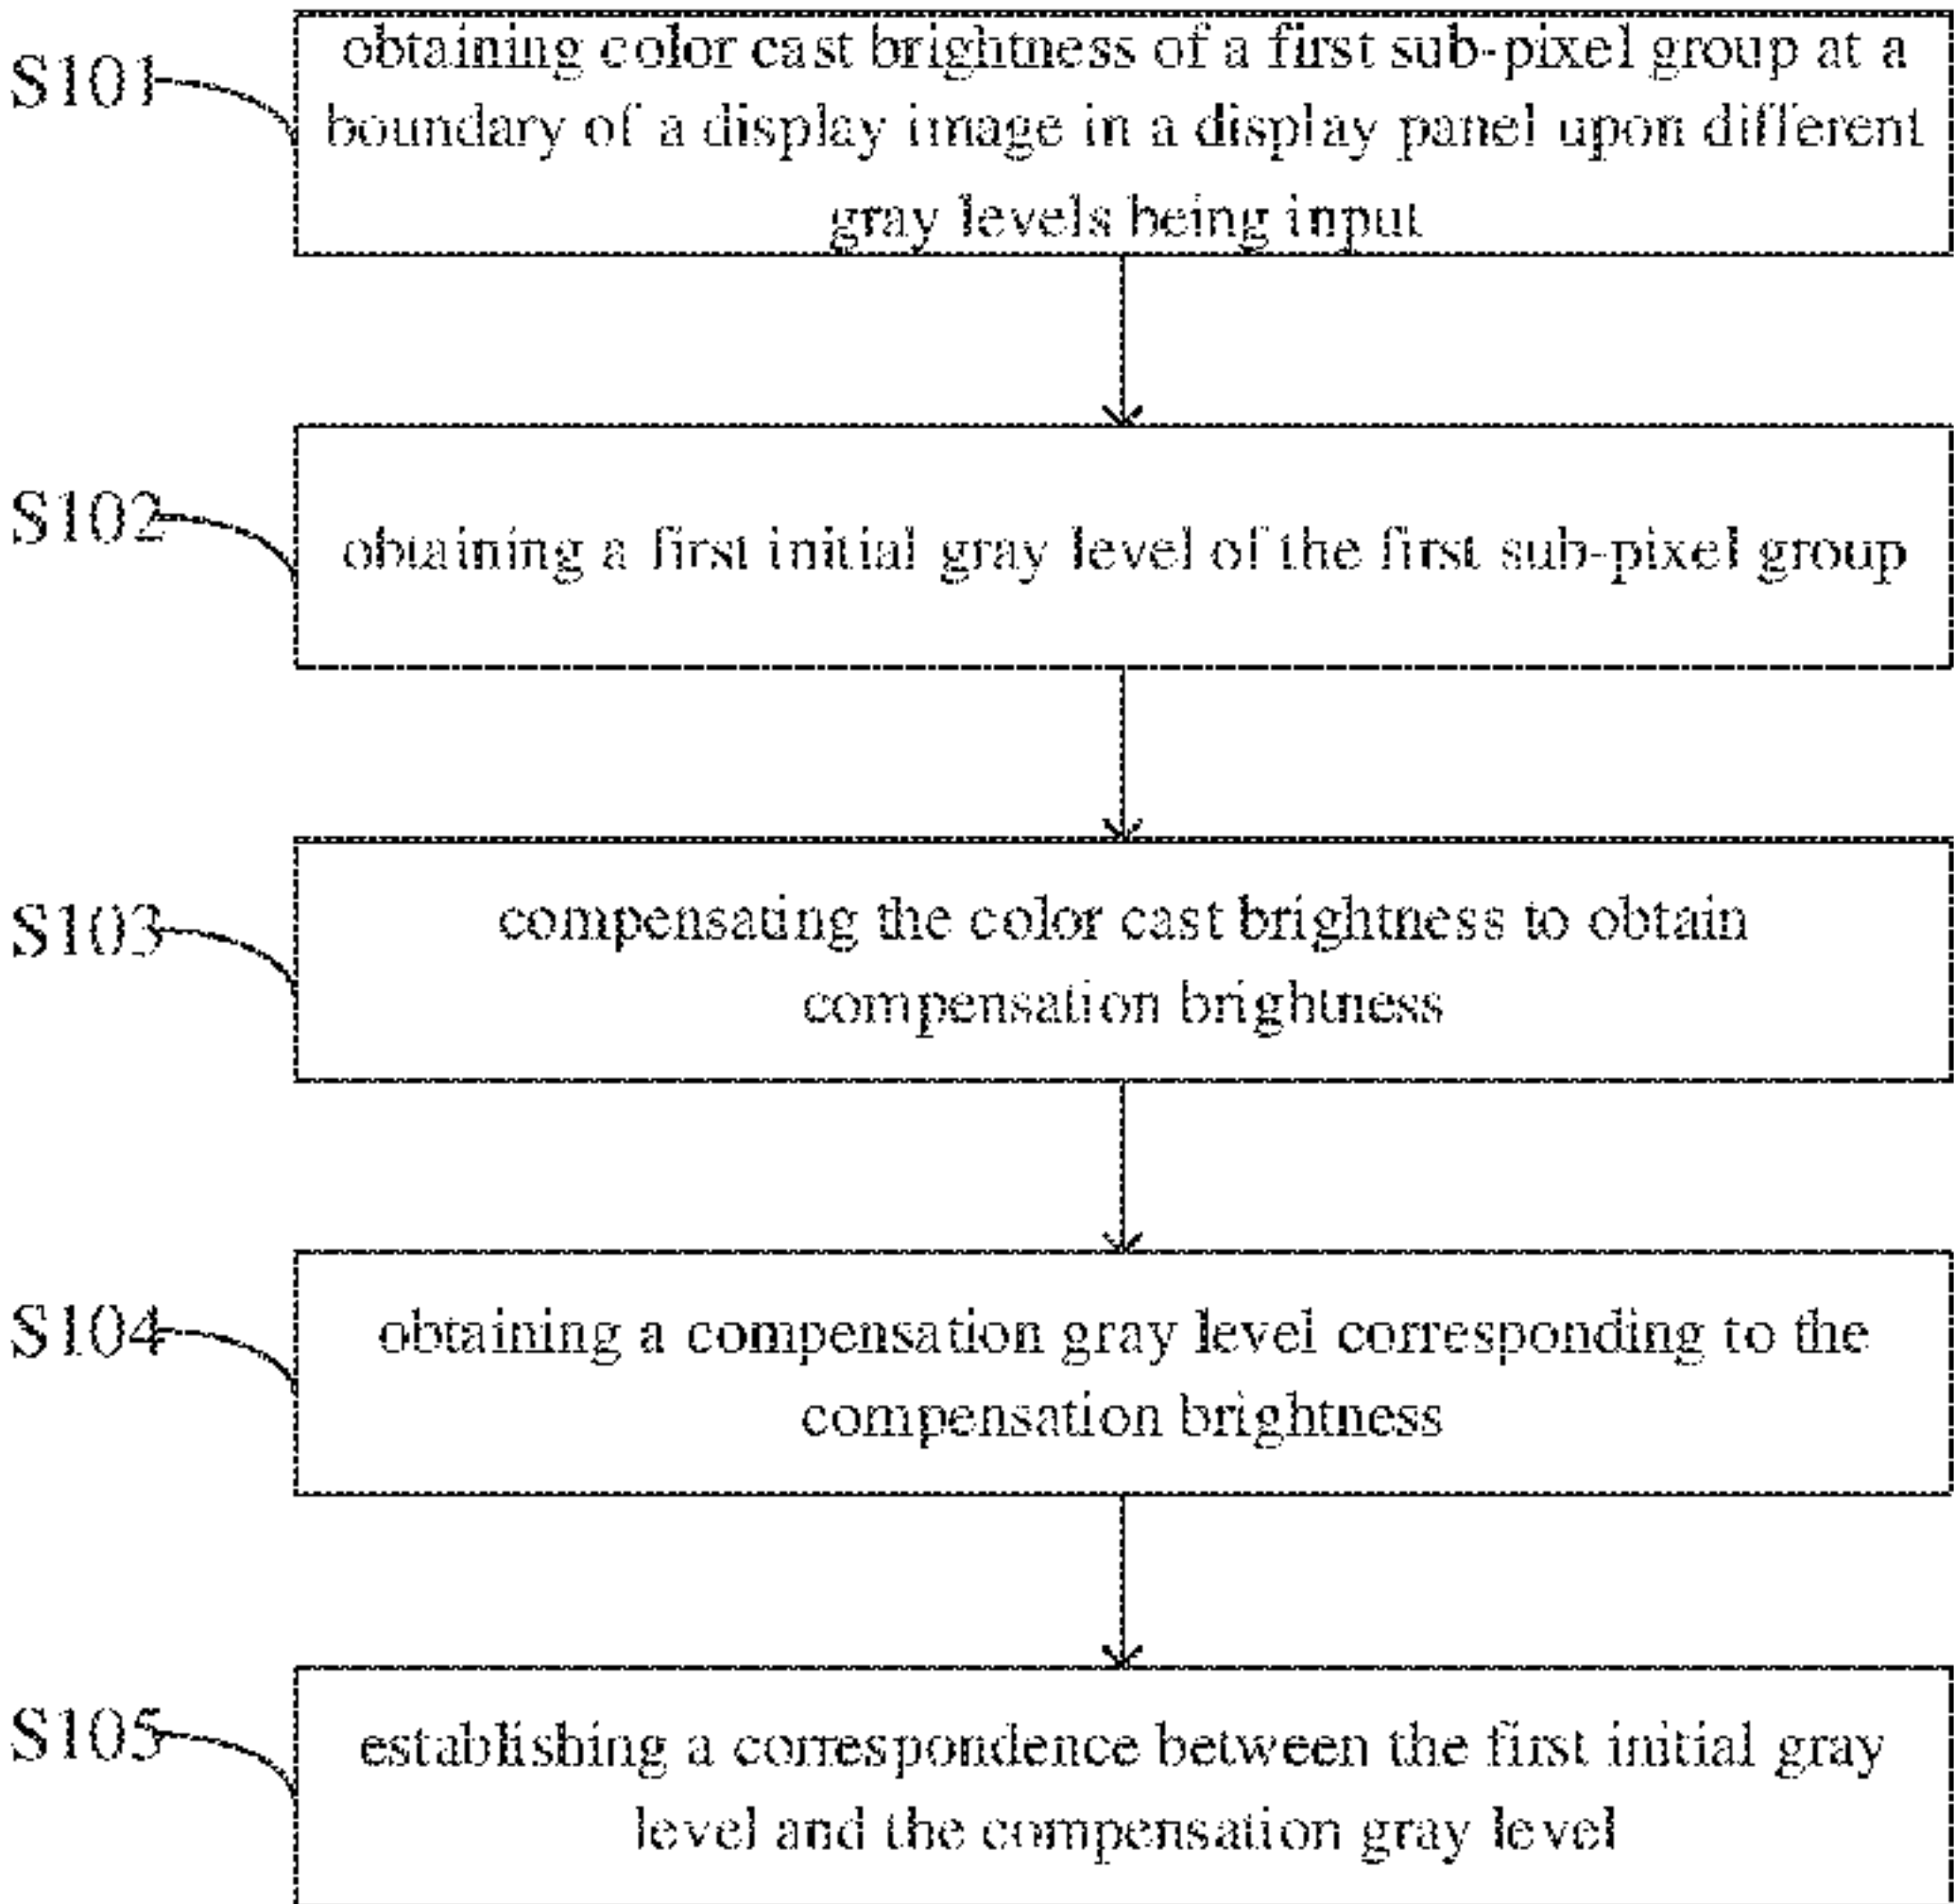 S101
obtaining color cast brightness of a first sub-pixel group at a
boundary of a display image in a display panel upon different
gray levels being input
S102
obtaining a first initial gray level of the first sub-pixel group
S103
compensating the color cast brightness to obtain
compensation brightness
S104
obtaining a compensation gray level corresponding to the
compensation brightness
S105
establishing a correspondence between the first initial gray
level and the compensation gray level